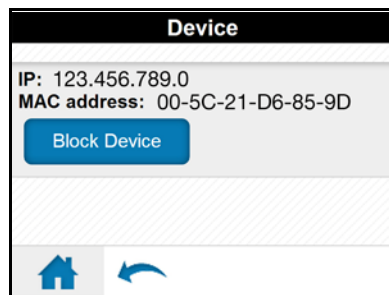 Device
IP: 123.456.789.0
MAC address: 00-5C-21-D6-85-9D
Block Device